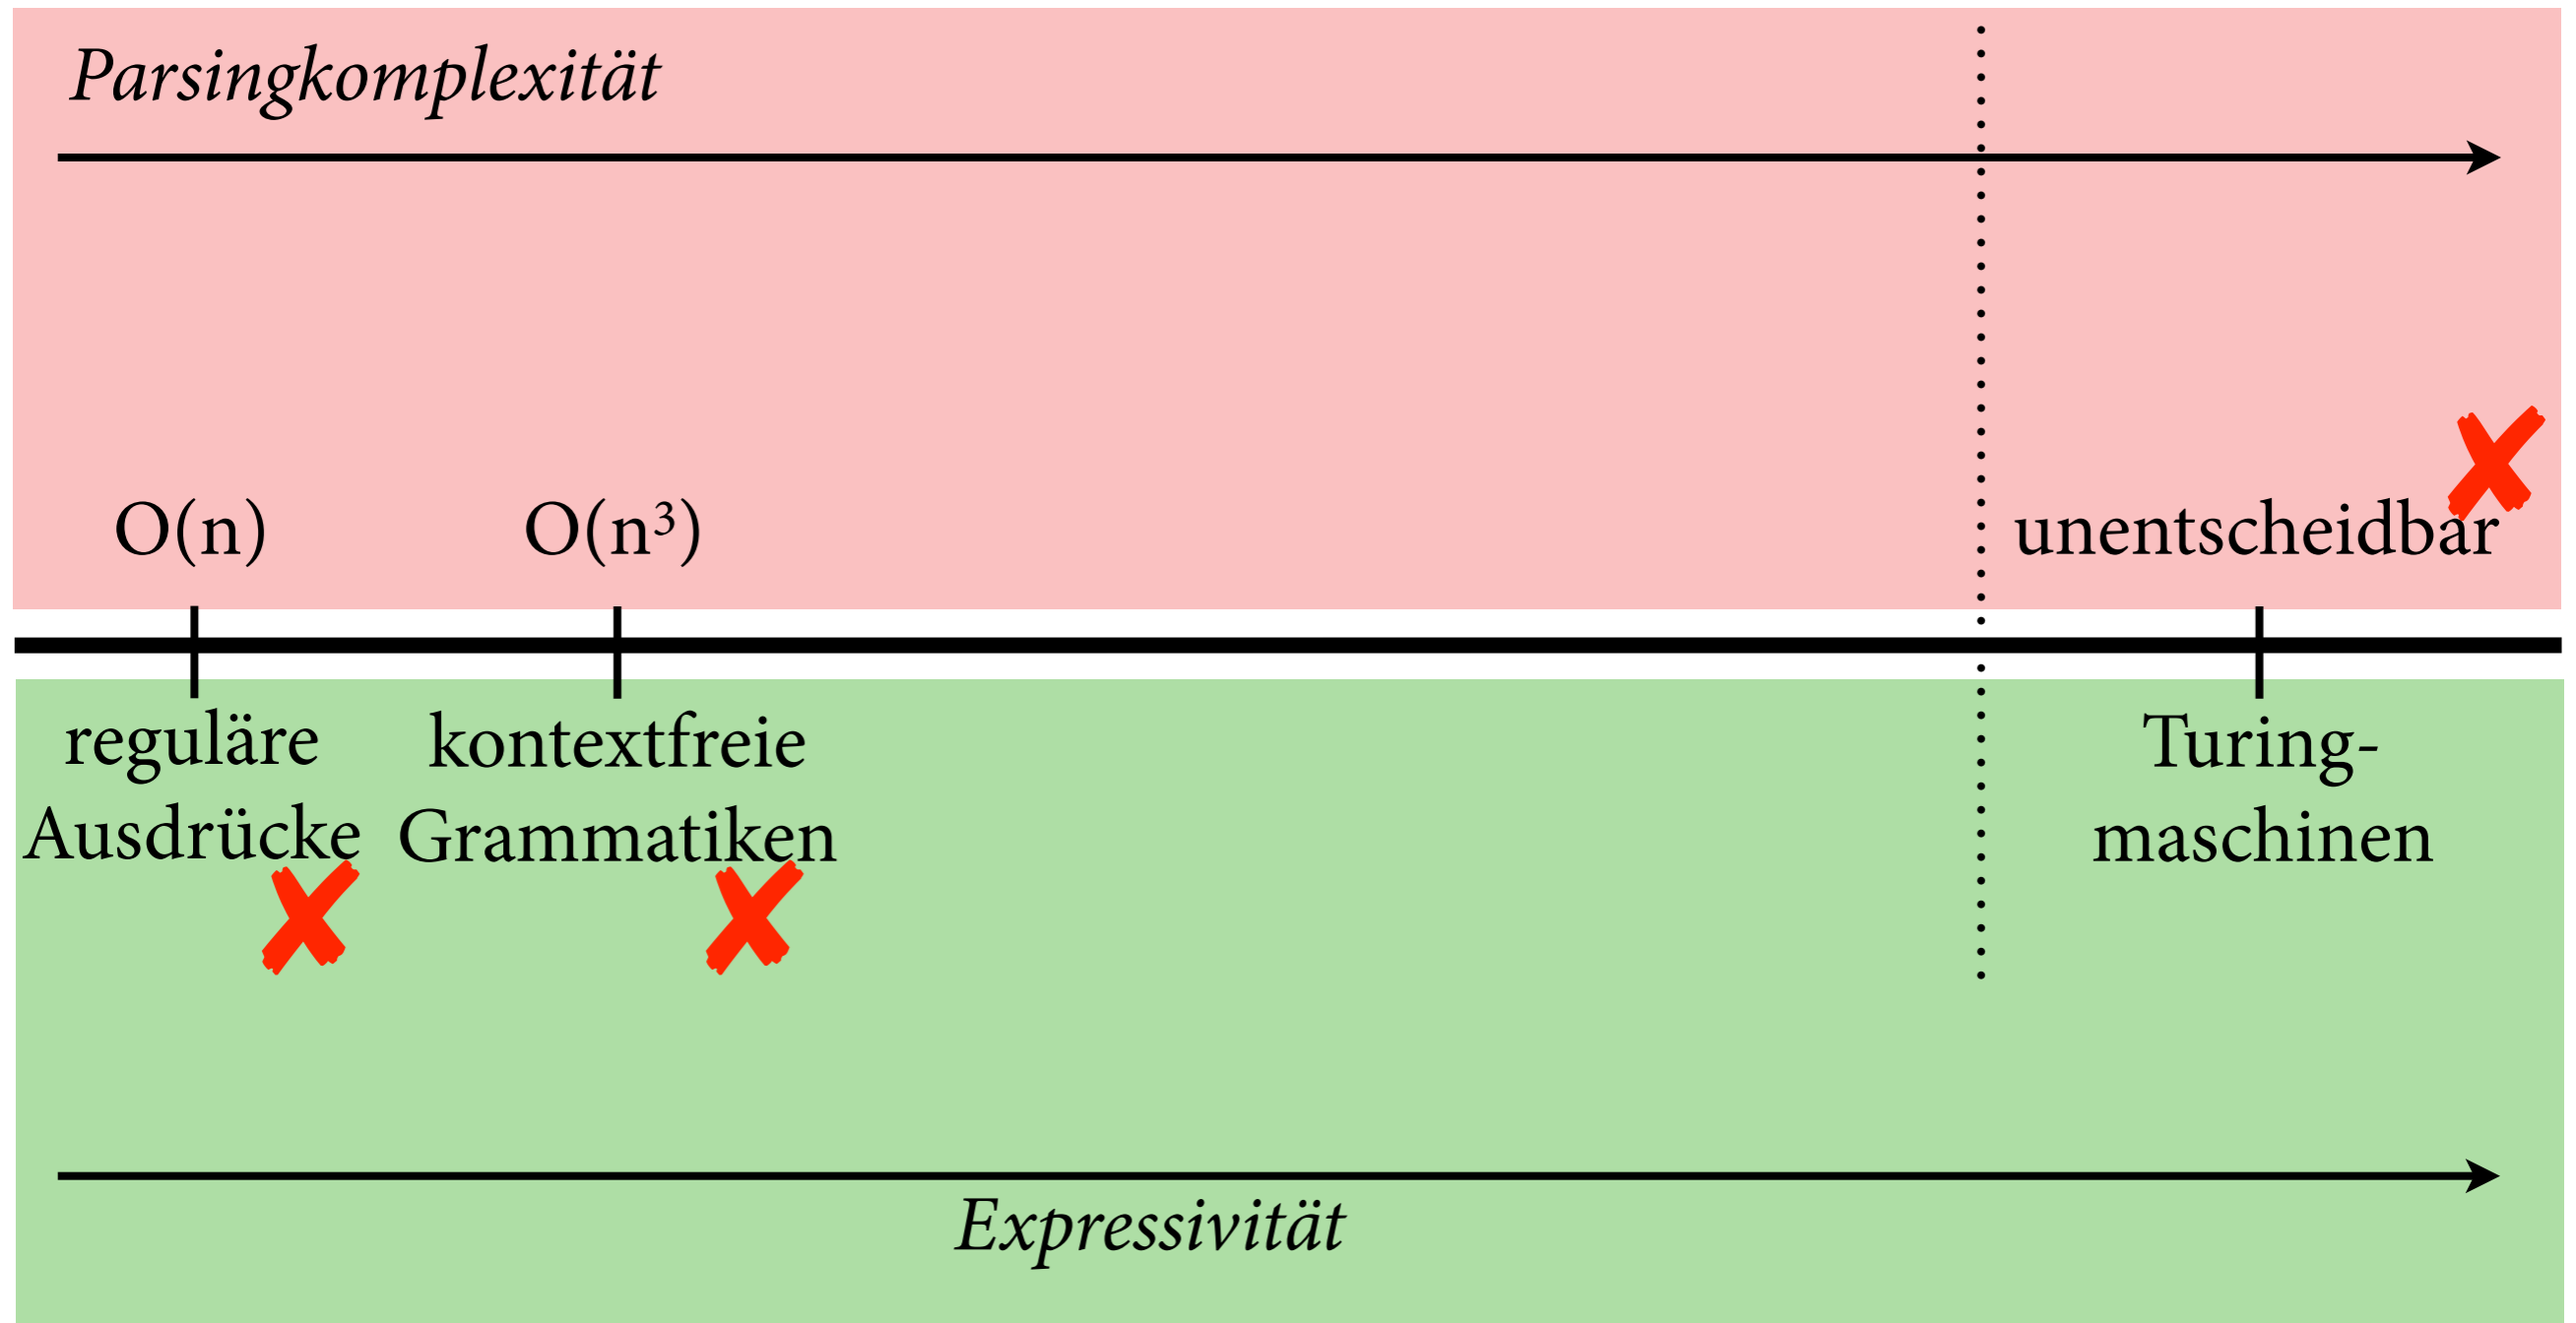 Parsingkomplexität
O(n)
O(n³)
unentscheidbar
reguläre
Ausdrücke
kontextfreie
Grammatiken
Turing-
maschinen
Expressivität